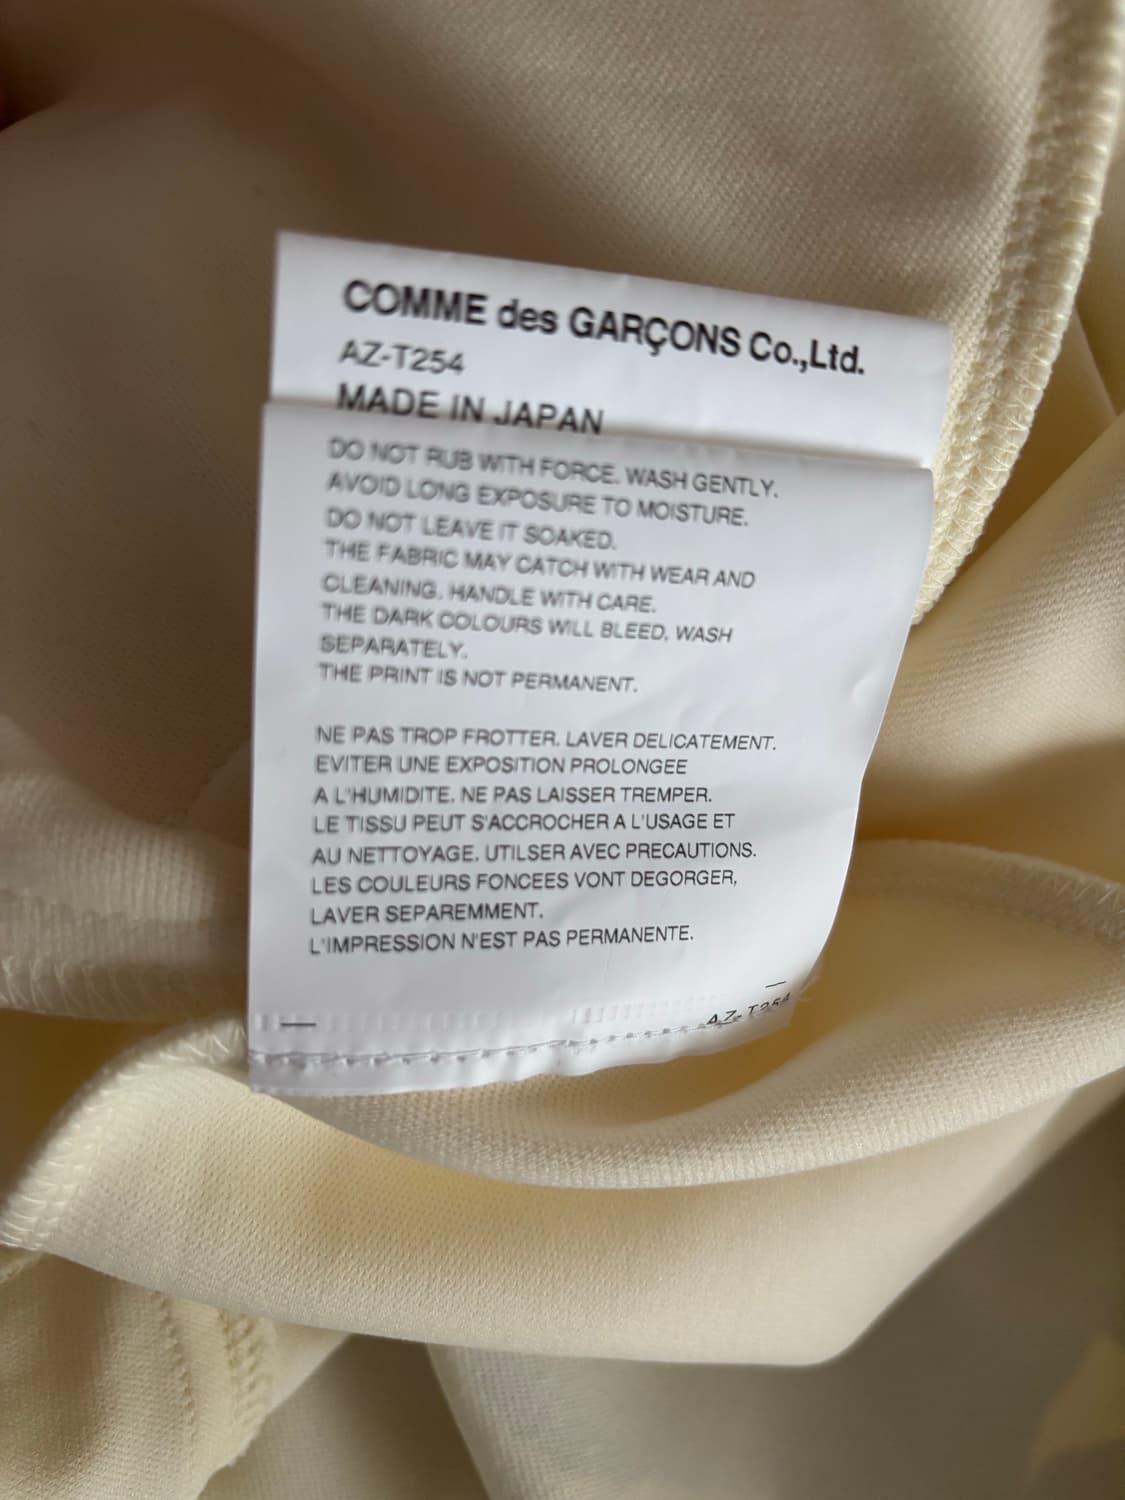 COMME des GARÇONS Co.,Ltd.
AZ-T254
MADE IN JAPAN
DO NOT RUB WITH FORCE. WASH GENTLY.
AVOID LONG EXPOSURE TO MOISTURE.
DO NOT LEAVE IT SOAKED.
THE FABRIC MAY CATCH WITH WEAR AND
CLEANING. HANDLE WITH CARE.
THE DARK COLOURS WILL BLEED, WASH
SEPARATELY.
THE PRINT IS NOT PERMANENT.
NE PAS TROP FROTTER. LAVER DELICATEMENT.
EVITER UNE EXPOSITION PROLONGEE
A L'HUMIDITE. NE PAS LAISSER TREMPER.
LE TISSU PEUT S'ACCROCHER A L'USAGE ET
AU NETTOYAGE. UTILSER AVEC PRECAUTIONS.
LES COULEURS FONCEES VONT DEGORGER,
LAVER SEPAREMMENT.
L'IMPRESSION N'EST PAS PERMANENTE.
AZ-T254